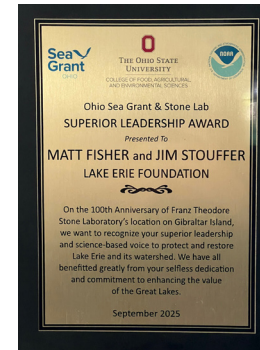 Sea
Grant
OHIO
THE OHIO STATE
UNIVERSITY
COLLEGE OF FOOD, AGRICULTURAL,
AND ENVIRONMENTAL SCIENCES
NOAA
Ohio Sea Grant & Stone Lab
SUPERIOR LEADERSHIP AWARD
Presented To
MATT FISHER and JIM STOUFFER
LAKE ERIE FOUNDATION
On the 100th Anniversary of Franz Theodore
Stone Laboratory's location on Gibraltar Island,
we want to recognize your superior leadership
and science-based voice to protect and restore
Lake Erie and its watershed. We have all
benefitted greatly from your selfless dedication
and commitment to enhancing the value
of the Great Lakes.
September 2025